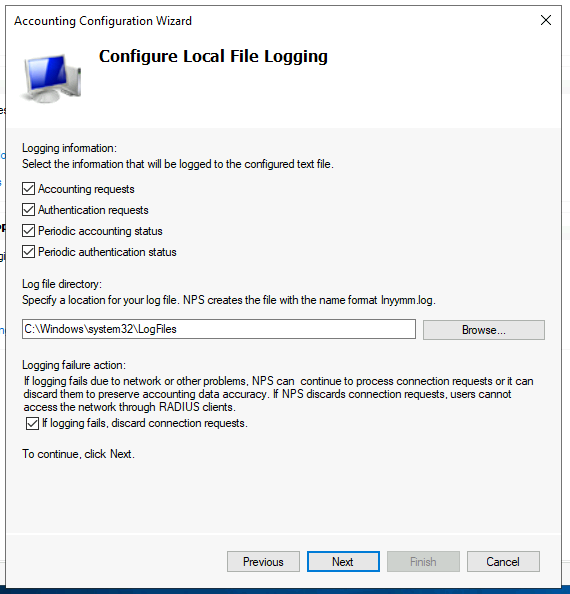 Accounting Configuration Wizard
Configure Local File Logging
Logging information:
Select the information that will be logged to the configured text file.
Accounting requests
Authentication requests
Periodic accounting status
Periodic authentication status
Log file directory:
Specify a location for your log file. NPS creates the file with the name format Inyymm.log.
C:\Windows\system32\LogFiles
Browse...
Logging failure action:
If logging fails due to network or other problems, NPS can continue to process connection requests or it can
discard them to preserve accounting data accuracy. If NPS discards connection requests, users cannot
access the network through RADIUS clients.
If logging fails, discard connection requests.
To continue, click Next.
Previous
Next
Finish
Cancel